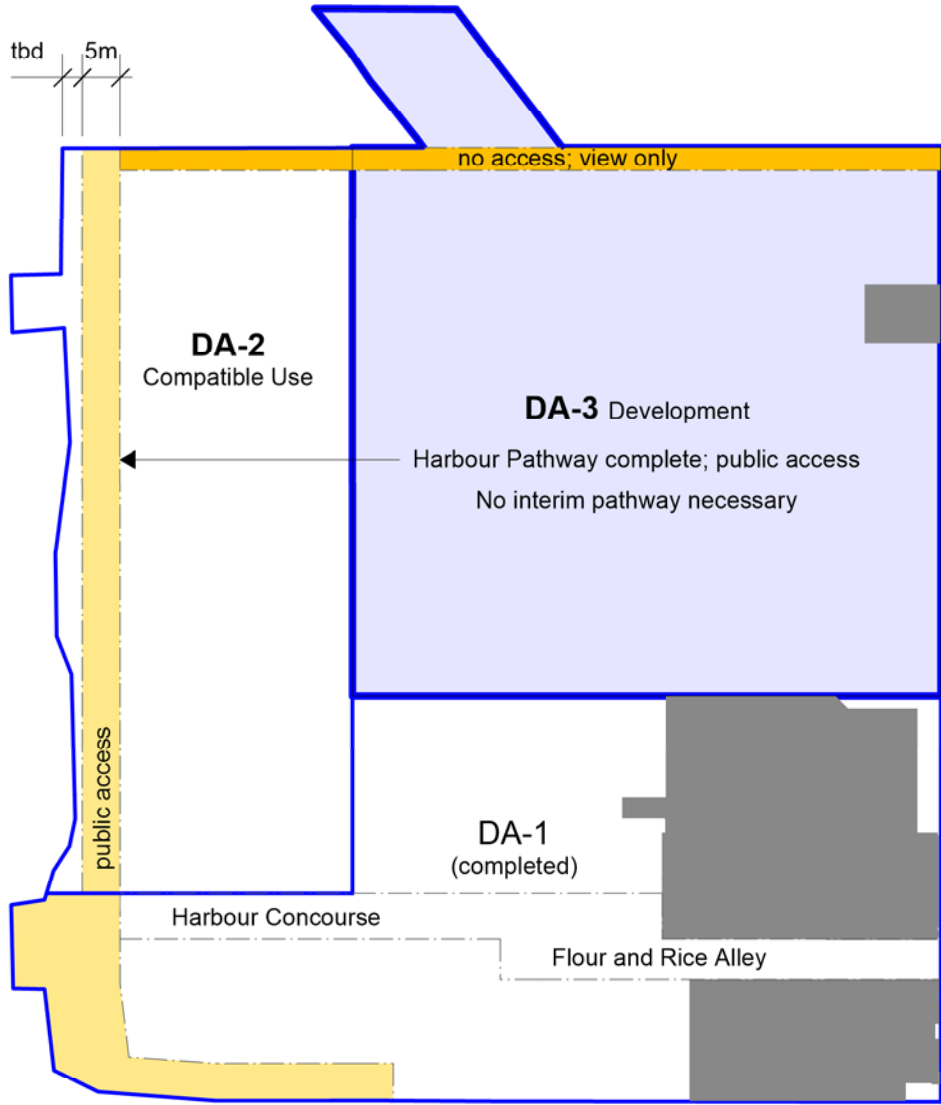 tbd
5m
no access; view only
DA-2
Compatible Use
DA-3 Development
Harbour Pathway complete; public access
No interim pathway necessary
public access
DA-1
(completed)
Harbour Concourse
Flour and Rice Alley